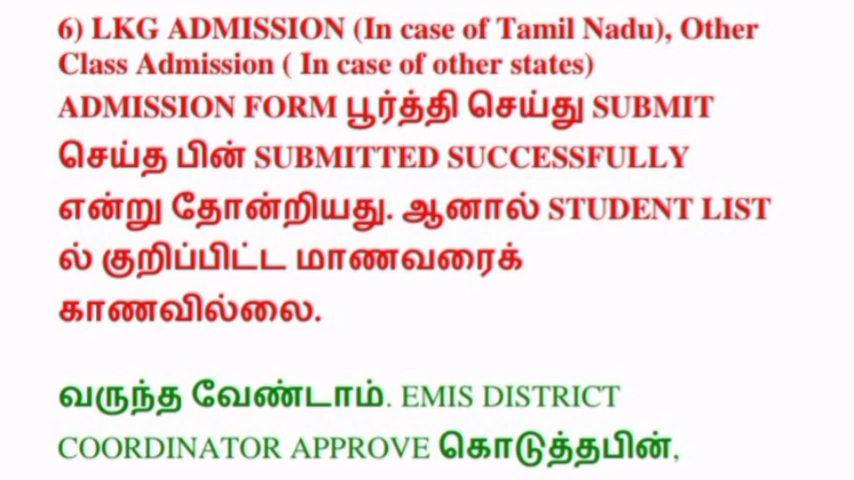 6) LKG ADMISSION (In case of Tamil Nadu), Other
Class Admission ( In case of other states)
ADMISSION FORM பூர்த்தி செய்து SUBMIT
செய்த பின் SUBMITTED SUCCESSFULLY
என்று தோன்றியது. ஆனால் STUDENT LIST
ல் குறிப்பிட்ட மாணவரைக்
காணவில்லை.
வருந்த வேண்டாம். EMIS DISTRICT
COORDINATOR APPROVE கொடுத்தபின்,